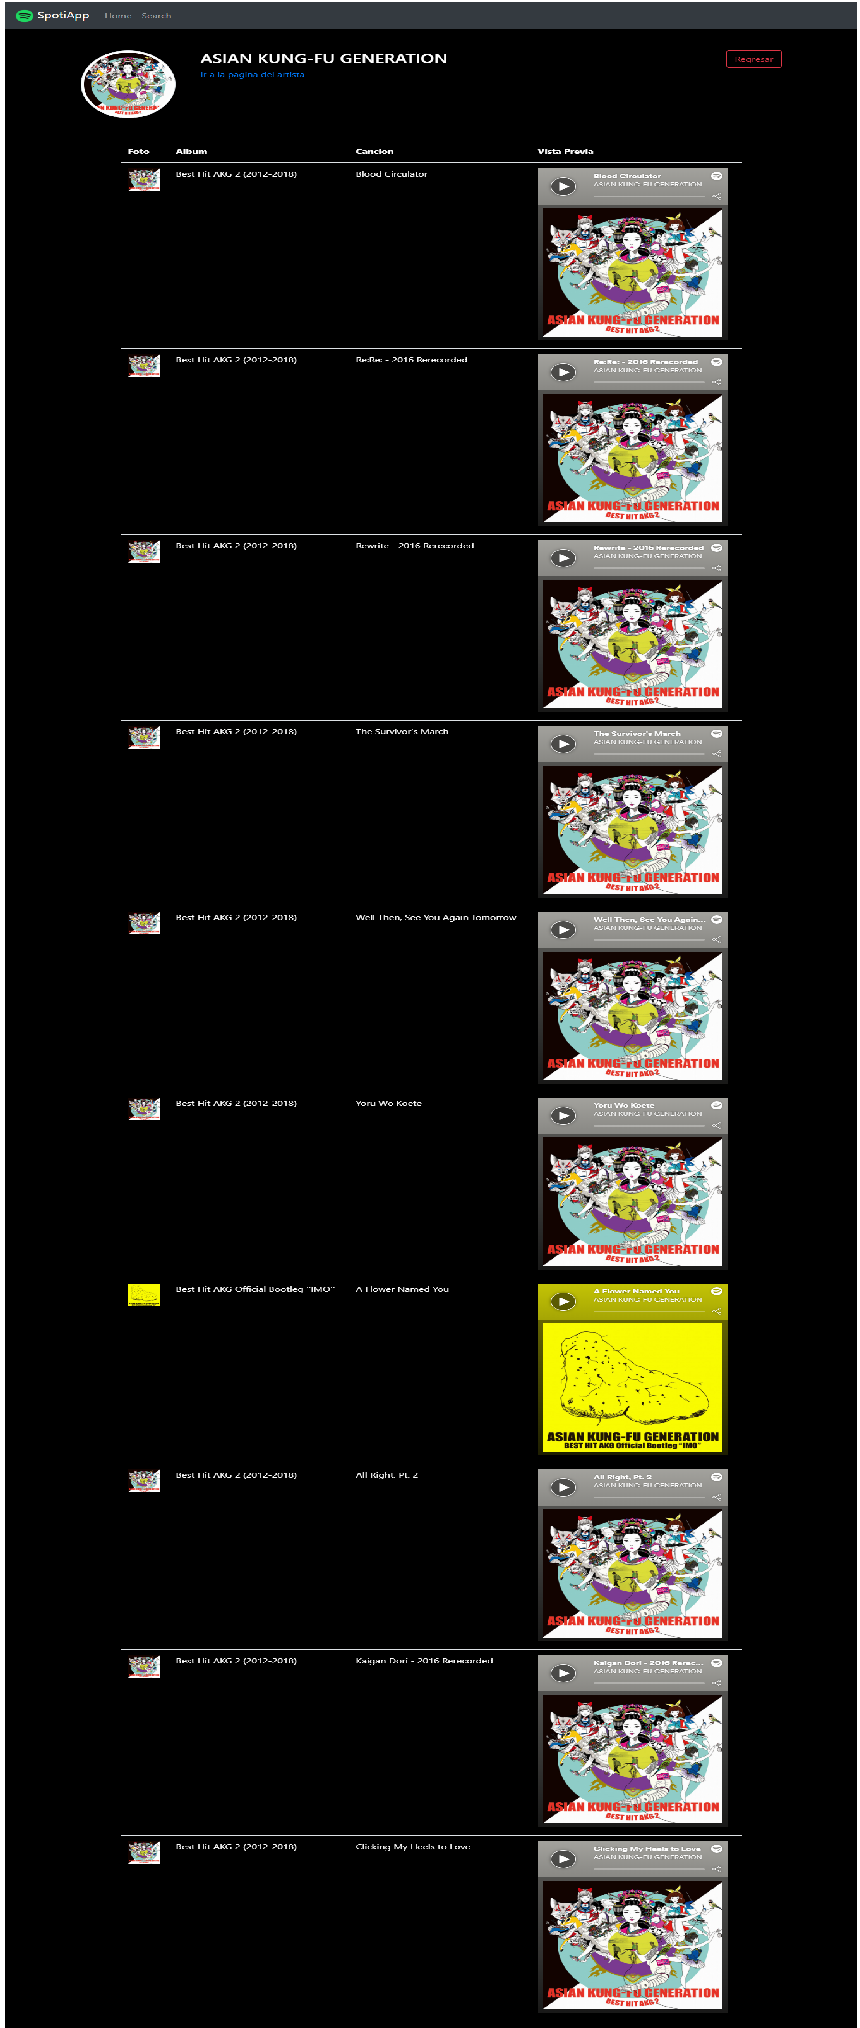 SpotiApp Home Search
ASIAN KUNG-FU GENERATION
Ir a la pagina del artista
Regresar
Foto Album Cancion Vista Previa
Best Hit AKG 2 (2012-2018) Blood Circulator
Blood Circulator
ASIAN KUNG-FU GENERATION
ASIAN KUNG-FU GENERATION
BEST HIT AKG 2
Best Hit AKG 2 (2012-2018) Re:Re: - 2016 Rerecorded
Re:Re: - 2016 Rerecorded
ASIAN KUNG-FU GENERATION
ASIAN KUNG-FU GENERATION
BEST HIT AKG 2
Best Hit AKG 2 (2012-2018) Rewrite - 2016 Rerecorded
Rewrite - 2016 Rerecorded
ASIAN KUNG-FU GENERATION
ASIAN KUNG-FU GENERATION
BEST HIT AKG 2
Best Hit AKG 2 (2012-2018) The Survivor's March
The Survivor's March
ASIAN KUNG-FU GENERATION
ASIAN KUNG-FU GENERATION
BEST HIT AKG 2
Best Hit AKG 2 (2012-2018) Well Then, See You Again Tomorrow
Well Then, See You Again...
ASIAN KUNG-FU GENERATION
ASIAN KUNG-FU GENERATION
BEST HIT AKG 2
Best Hit AKG 2 (2012-2018) Yoru Wo Koete
Yoru Wo Koete
ASIAN KUNG-FU GENERATION
ASIAN KUNG-FU GENERATION
BEST HIT AKG 2
Best Hit AKG Official Bootleg "IMO" A Flower Named You
A Flower Named You
ASIAN KUNG-FU GENERATION
ASIAN KUNG-FU GENERATION
BEST HIT AKG Official Bootleg "IMO"
Best Hit AKG 2 (2012-2018) All Right, Pt. 2
All Right, Pt. 2
ASIAN KUNG-FU GENERATION
ASIAN KUNG-FU GENERATION
BEST HIT AKG 2
Best Hit AKG 2 (2012-2018) Kaigan Dori - 2016 Rerecorded
Kaigan Dori - 2016 Rerec...
ASIAN KUNG-FU GENERATION
ASIAN KUNG-FU GENERATION
BEST HIT AKG 2
Best Hit AKG 2 (2012-2018) Clicking My Heels to Love
Clicking My Heels to Love
ASIAN KUNG-FU GENERATION
ASIAN KUNG-FU GENERATION
BEST HIT AKG 2